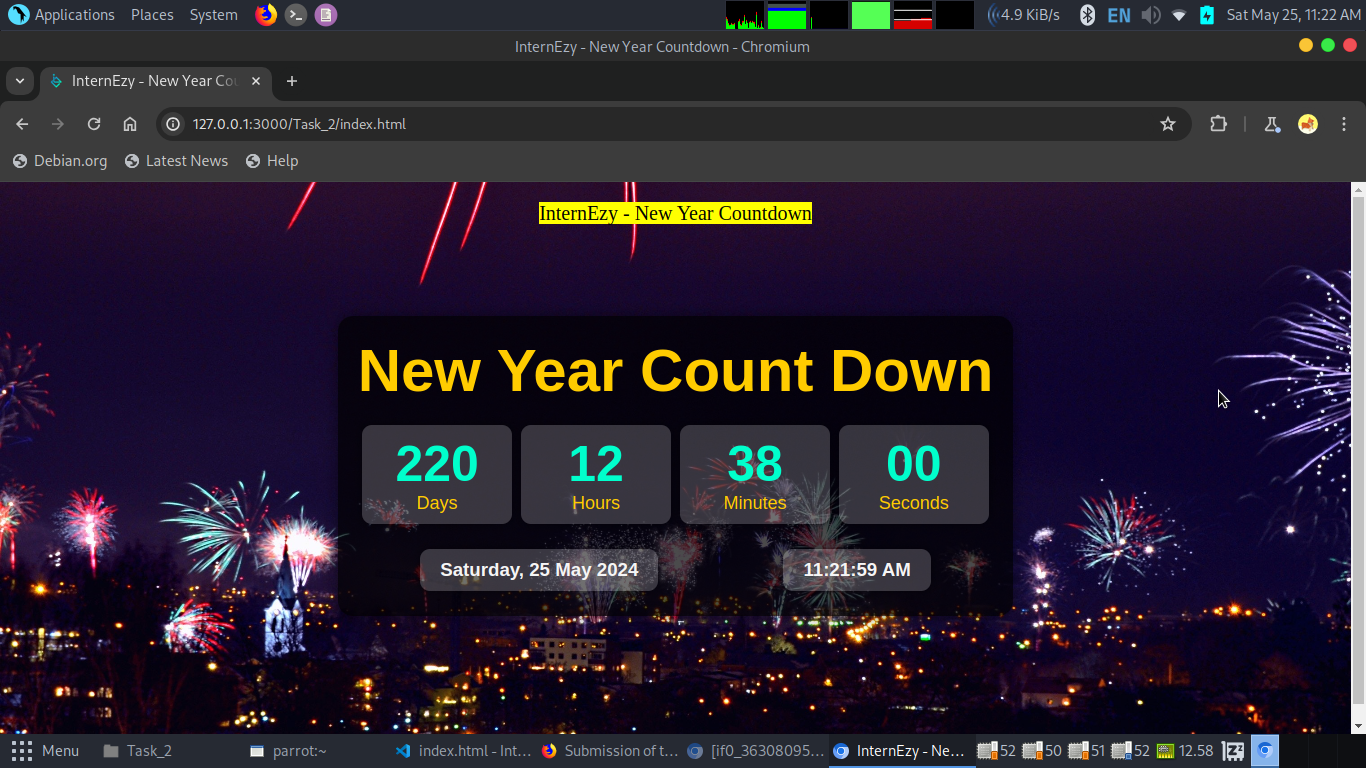 Applications Places System 4.9 KiB/s EN Sat May 25, 11:22 AM
InternEzy - New Year Countdown - Chromium
InternEzy - New Year Cou
127.0.0.1:3000/Task_2/index.html
Debian.org Latest News Help
InternEzy - New Year Countdown
New Year Count Down
220 12 38 00
Days Hours Minutes Seconds
Saturday, 25 May 2024 11:21:59 AM
Menu Task_2 parrot:~ index.html - Int... Submission of t... [if0_36308095... InternEzy - Ne... 52 50 51 52 12.58